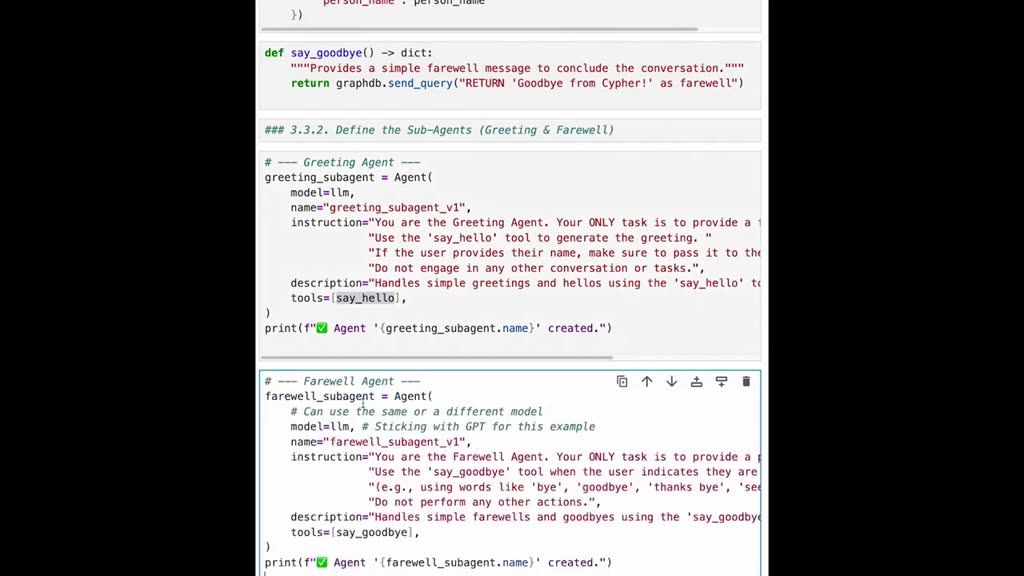 person_name": person_name
})
def say_goodbye() -> dict:
"""Provides a simple farewell message to conclude the conversation."""
return graphdb.send_query("RETURN 'Goodbye from Cypher!' as farewell")
### 3.3.2. Define the Sub-Agents (Greeting & Farewell)
# --- Greeting Agent ---
greeting_subagent = Agent(
model=llm,
name="greeting_subagent_v1",
instruction="You are the Greeting Agent. Your ONLY task is to provide a
"Use the 'say_hello' tool to generate the greeting. "
"If the user provides their name, make sure to pass it to the
"Do not engage in any other conversation or tasks.",
description="Handles simple greetings and hellos using the 'say_hello' to
tools=[say_hello],
)
print(f"✅ Agent '{greeting_subagent.name}' created.")
# --- Farewell Agent ---
farewell_subagent = Agent(
# Can use the same or a different model
model=llm, # Sticking with GPT for this example
name="farewell_subagent_v1",
instruction="You are the Farewell Agent. Your ONLY task is to provide a
"Use the 'say_goodbye' tool when the user indicates they are
"(e.g., using words like 'bye', 'goodbye', 'thanks bye', 'see
"Do not perform any other actions.",
description="Handles simple farewells and goodbyes using the 'say_goodbye
tools=[say_goodbye],
)
print(f"✅ Agent '{farewell_subagent.name}' created.")